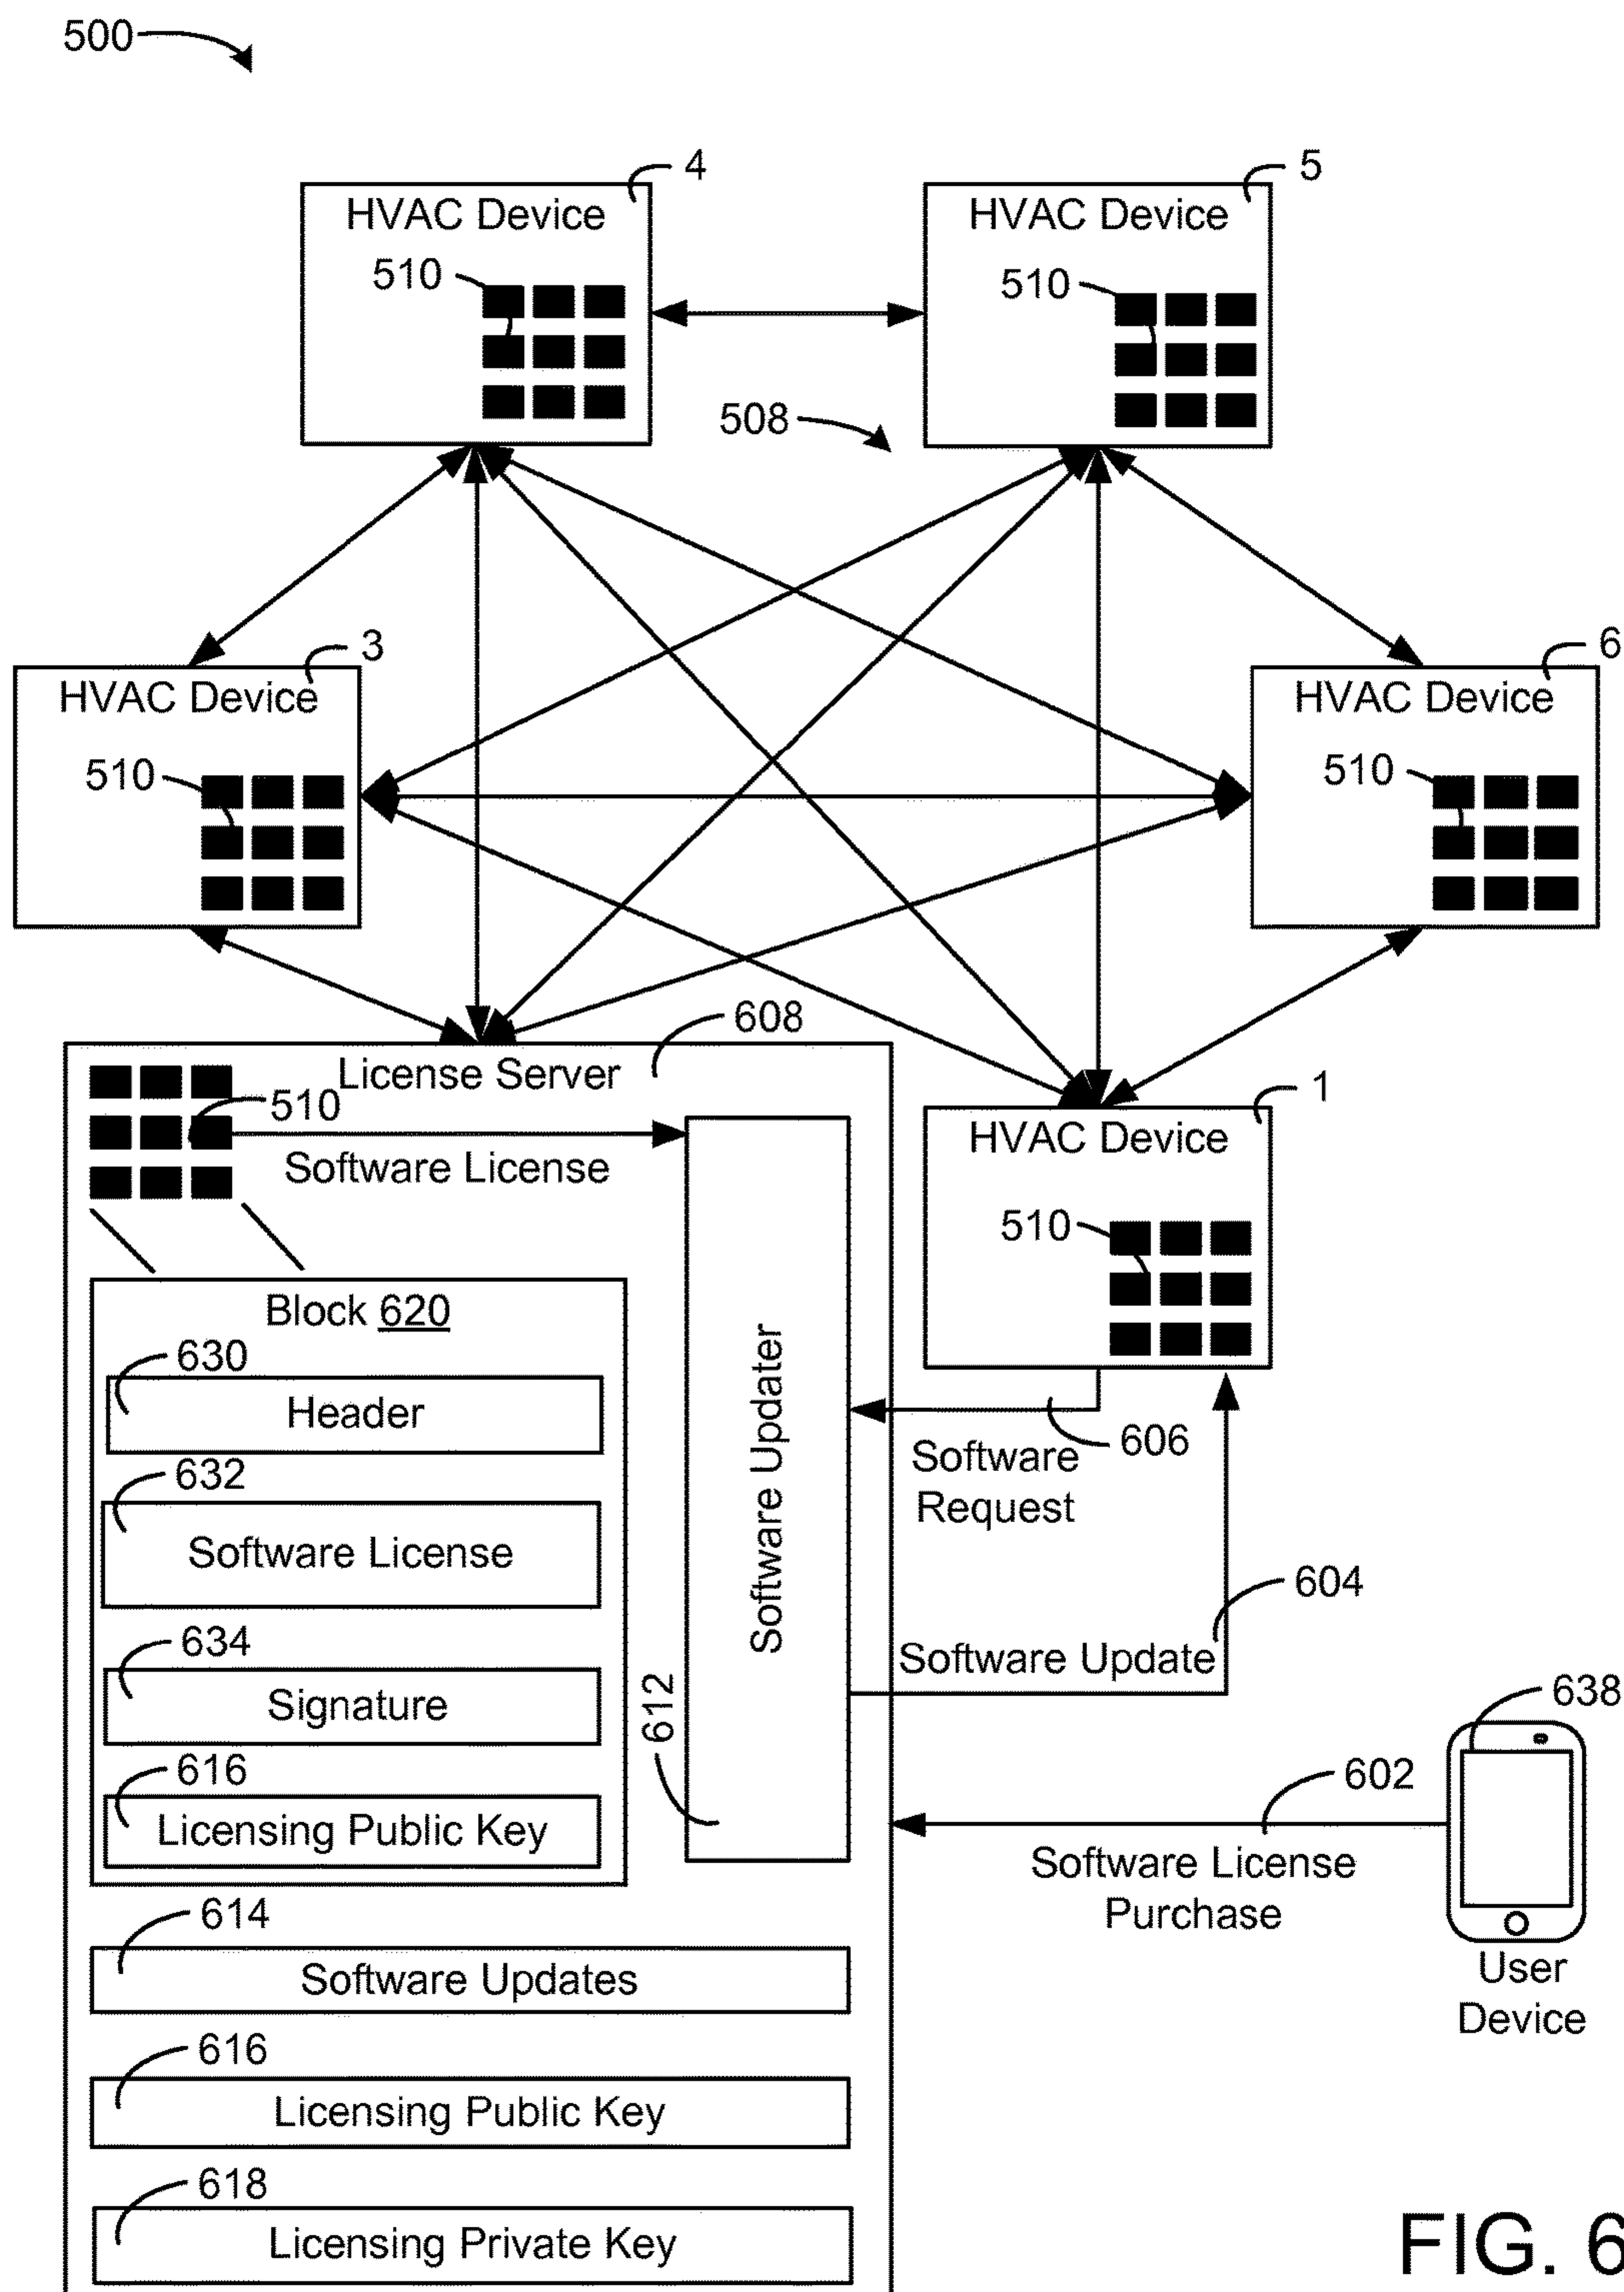 500
4
5
HVAC Device
HVAC Device
510
510
508
3
6
HVAC Device
HVAC Device
510
510
608
License Server
510
Software License
1
HVAC Device
510
Block 620
630
Header
632
Software License
634
Signature
616
Licensing Public Key
Software Updater
612
606
Software
Request
604
Software Update
638
602
Software License
Purchase
User
Device
614
Software Updates
616
Licensing Public Key
618
Licensing Private Key
FIG. 6